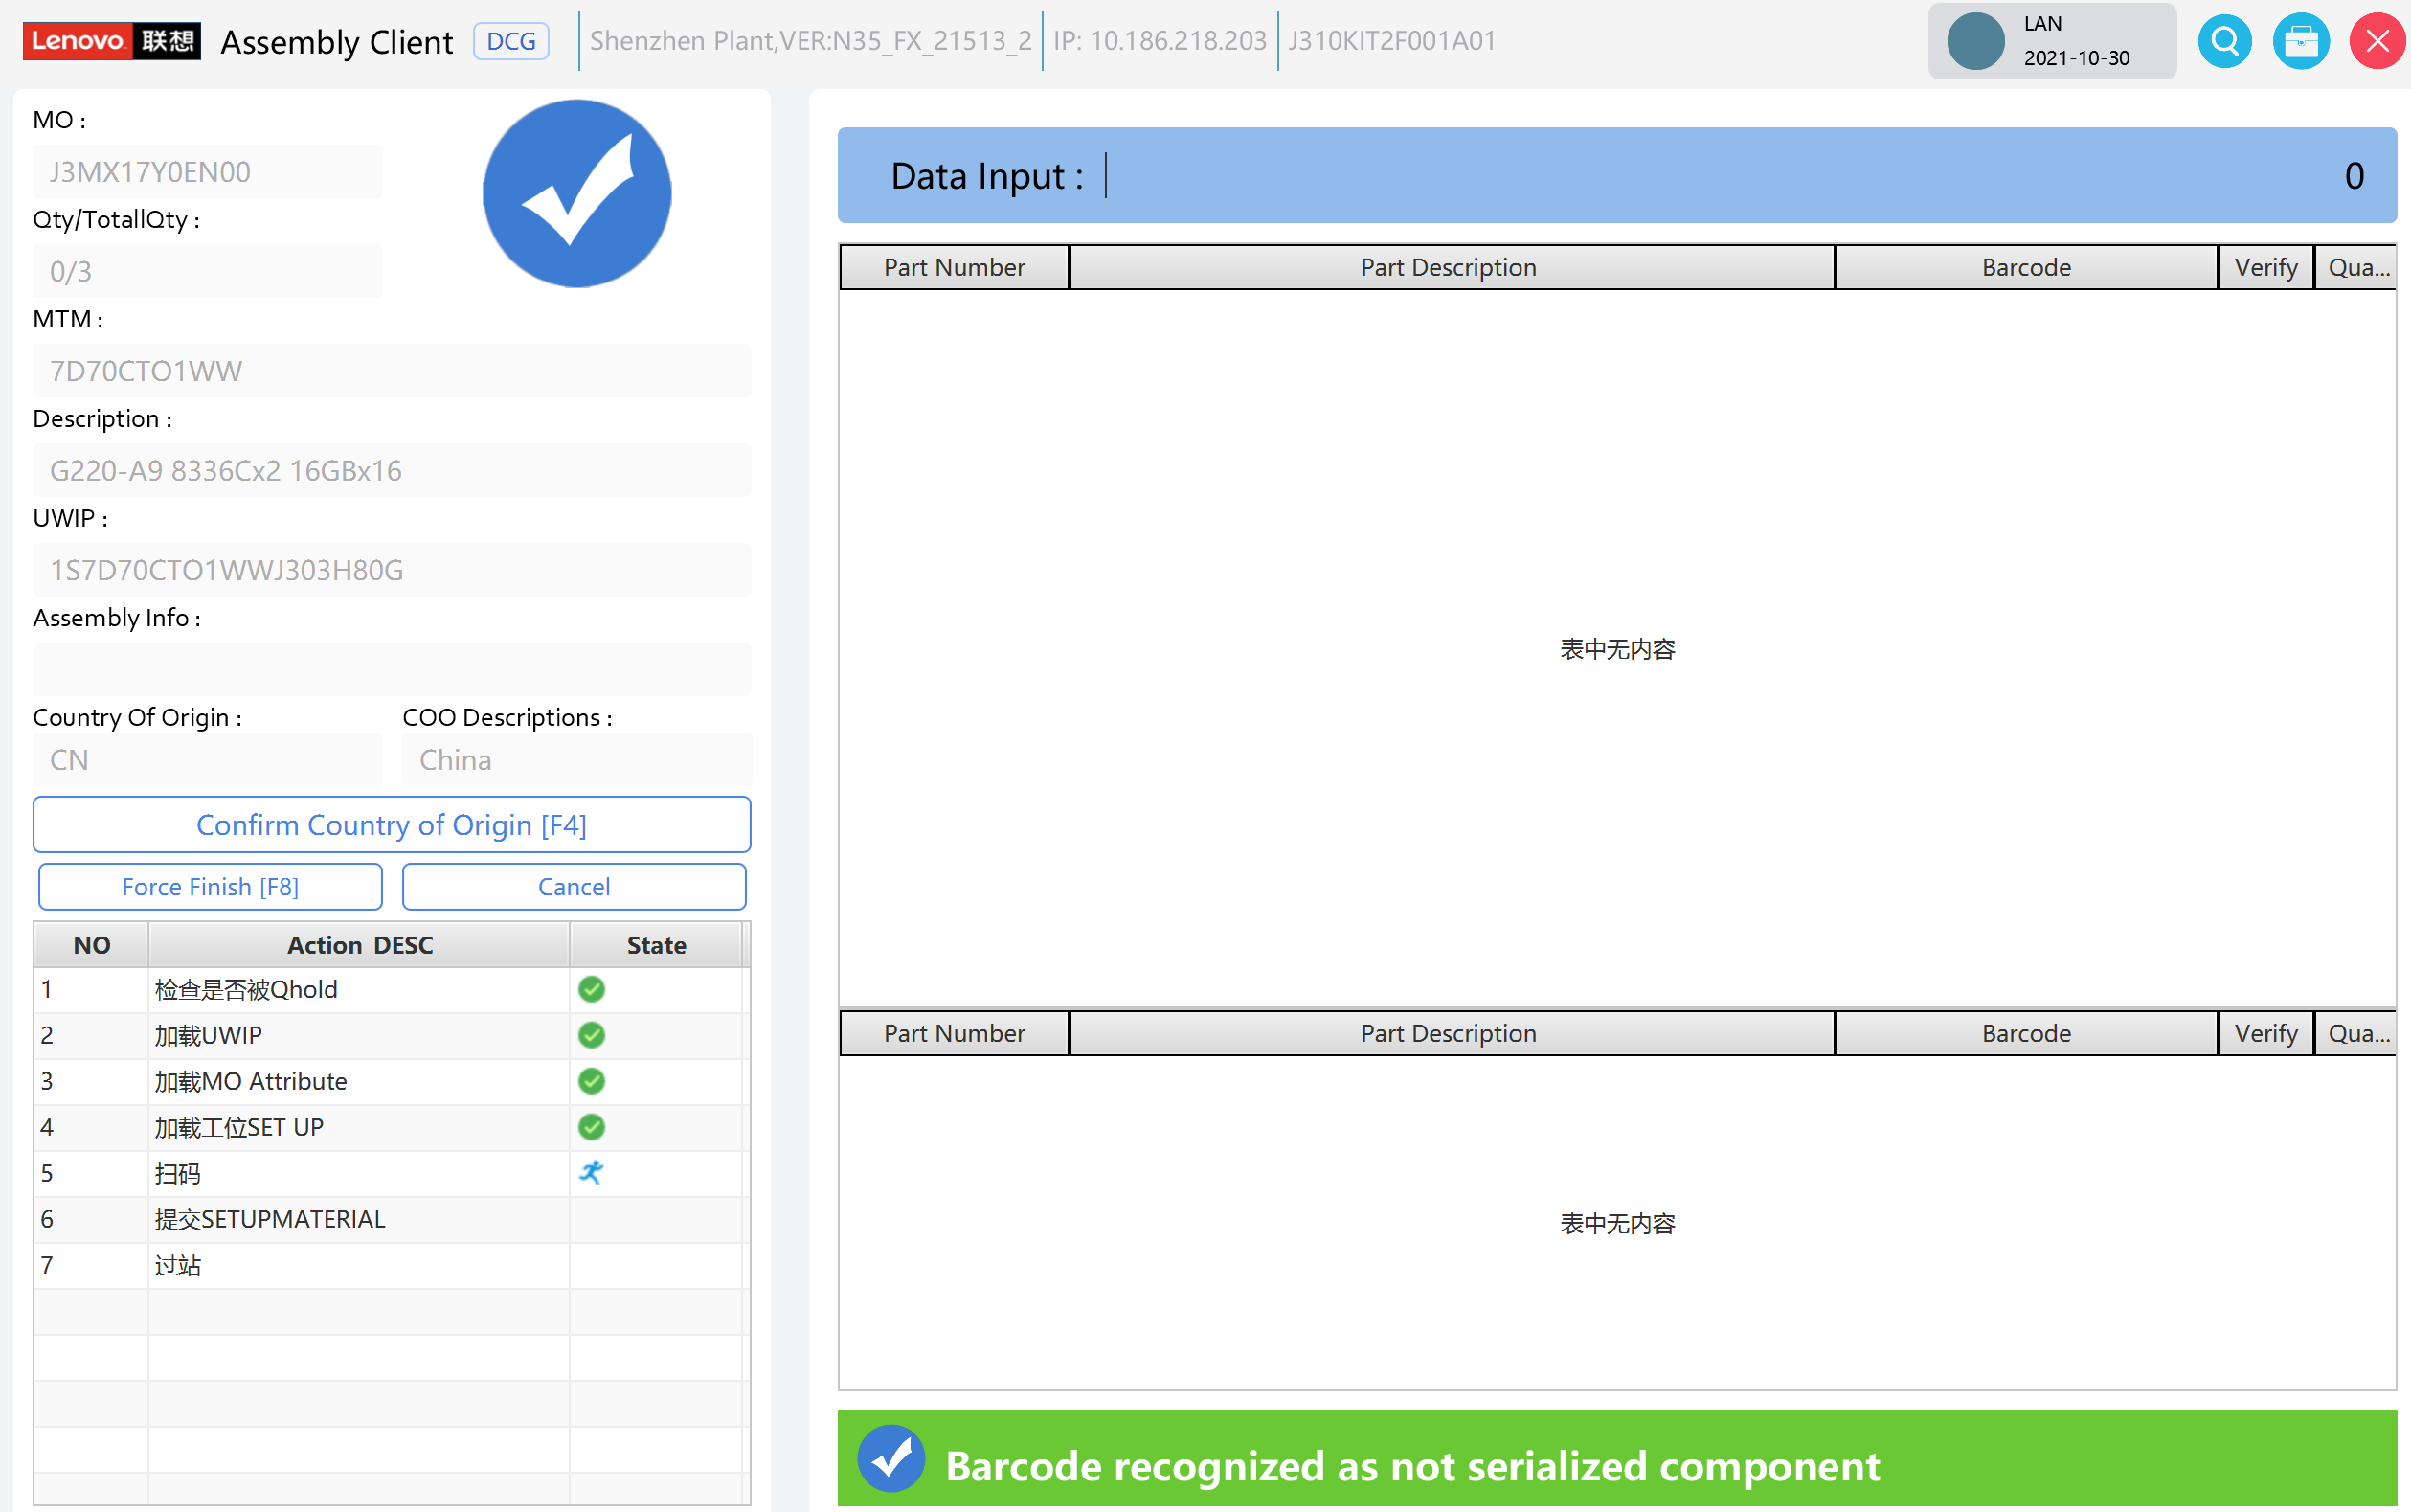 Lenovo 联想 Assembly Client DCG Shenzhen Plant,VER:N35_FX_21513_2 IP: 10.186.218.203 J310KIT2F001A01 LAN
2021-10-30
MO :
J3MX17Y0EN00
Qty/TotallQty :
0/3
MTM :
7D70CTO1WW
Description :
G220-A9 8336Cx2 16GBx16
UWIP :
1S7D70CTO1WWJ303H80G
Assembly Info :
Country Of Origin : COO Descriptions :
CN China
Confirm Country of Origin [F4]
Force Finish [F8] Cancel
NO Action_DESC State
1 检查是否被Qhold
2 加载UWIP
3 加载MO Attribute
4 加载工位SET UP
5 扫码
6 提交SETUPMATERIAL
7 过站
Data Input : 0
Part Number Part Description Barcode Verify Qua...
表中无内容
Part Number Part Description Barcode Verify Qua...
表中无内容
Barcode recognized as not serialized component